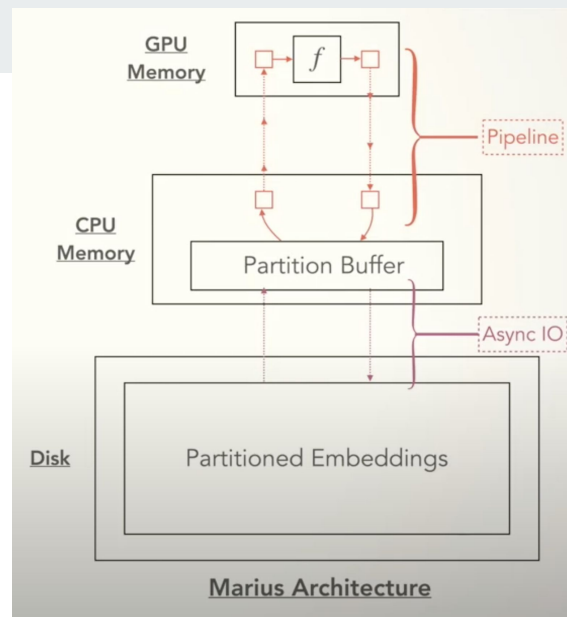 GPU
Memory
f
Pipeline
CPU
Memory
Partition Buffer
Async IO
Disk
Partitioned Embeddings
Marius Architecture